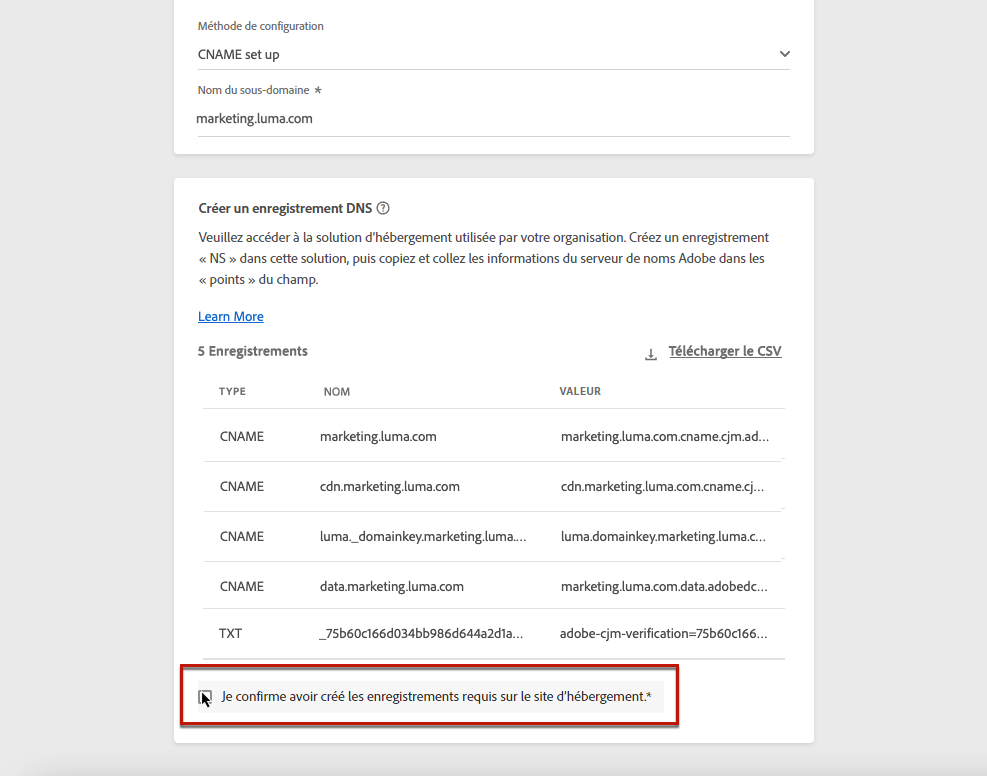 Méthode de configuration
CNAME set up
Nom du sous-domaine *
marketing.luma.com
Créer un enregistrement DNS
Veuillez accéder à la solution d’hébergement utilisée par votre organisation. Créez un enregistrement
« NS » dans cette solution, puis copiez et collez les informations du serveur de noms Adobe dans les
« points » du champ.
Learn More
5 Enregistrements Télécharger le CSV
TYPE NOM VALEUR
CNAME marketing.luma.com marketing.luma.com.cname.cjm.ad...
CNAME cdn.marketing.luma.com cdn.marketing.luma.com.cname.cj...
CNAME luma._domainkey.marketing.luma.... luma.domainkey.marketing.luma.c...
CNAME data.marketing.luma.com marketing.luma.com.data.adobedc...
TXT _75b60c166d034bb986d644a2d1a... adobe-cjm-verification=75b60c166...
Je confirme avoir créé les enregistrements requis sur le site d’hébergement.*